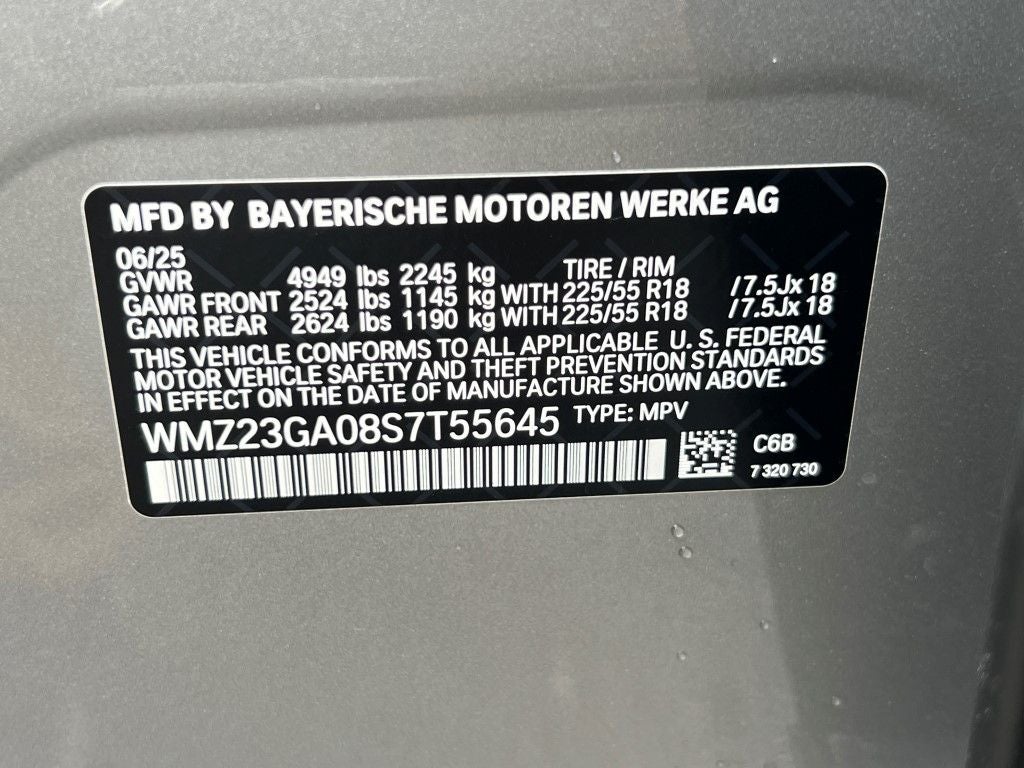 MFD BY BAYERISCHE MOTOREN WERKE AG
06/25
GVWR 4949 lbs 2245 kg TIRE / RIM
GAWR FRONT 2524 lbs 1145 kg WITH 225/55 R18 /7.5Jx 18
GAWR REAR 2624 lbs 1190 kg WITH 225/55 R18 /7.5Jx 18
THIS VEHICLE CONFORMS TO ALL APPLICABLE U. S. FEDERAL
MOTOR VEHICLE SAFETY AND THEFT PREVENTION STANDARDS
IN EFFECT ON THE DATE OF MANUFACTURE SHOWN ABOVE.
WMZ23GA08S7T55645 TYPE: MPV
C6B
7 320 730